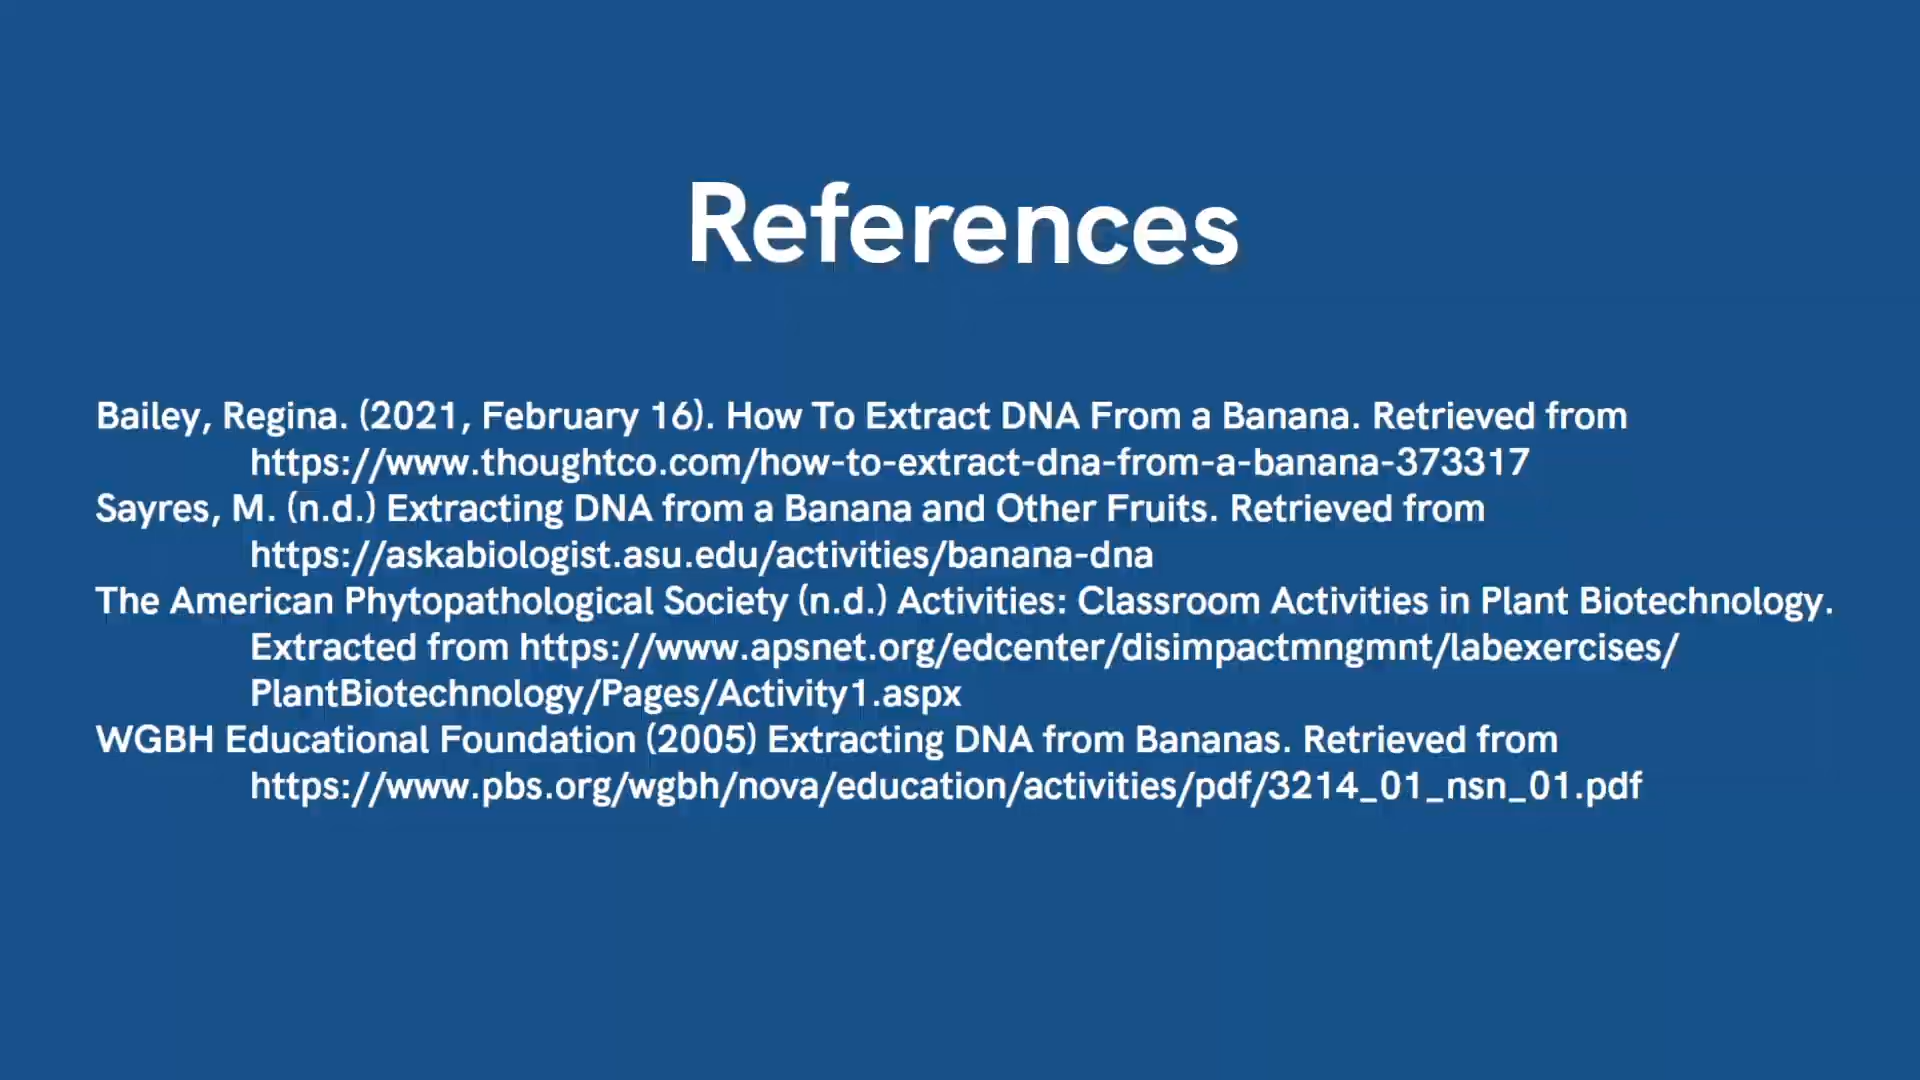 References
Bailey, Regina. (2021, February 16). How To Extract DNA From a Banana. Retrieved from
https://www.thoughtco.com/how-to-extract-dna-from-a-banana-373317
Sayres, M. (n.d.) Extracting DNA from a Banana and Other Fruits. Retrieved from
https://askabiologist.asu.edu/activities/banana-dna
The American Phytopathological Society (n.d.) Activities: Classroom Activities in Plant Biotechnology.
Extracted from https://www.apsnet.org/edcenter/disimpactmngmnt/labexercises/
PlantBiotechnology/Pages/Activity1.aspx
WGBH Educational Foundation (2005) Extracting DNA from Bananas. Retrieved from
https://www.pbs.org/wgbh/nova/education/activities/pdf/3214_01_nsn_01.pdf